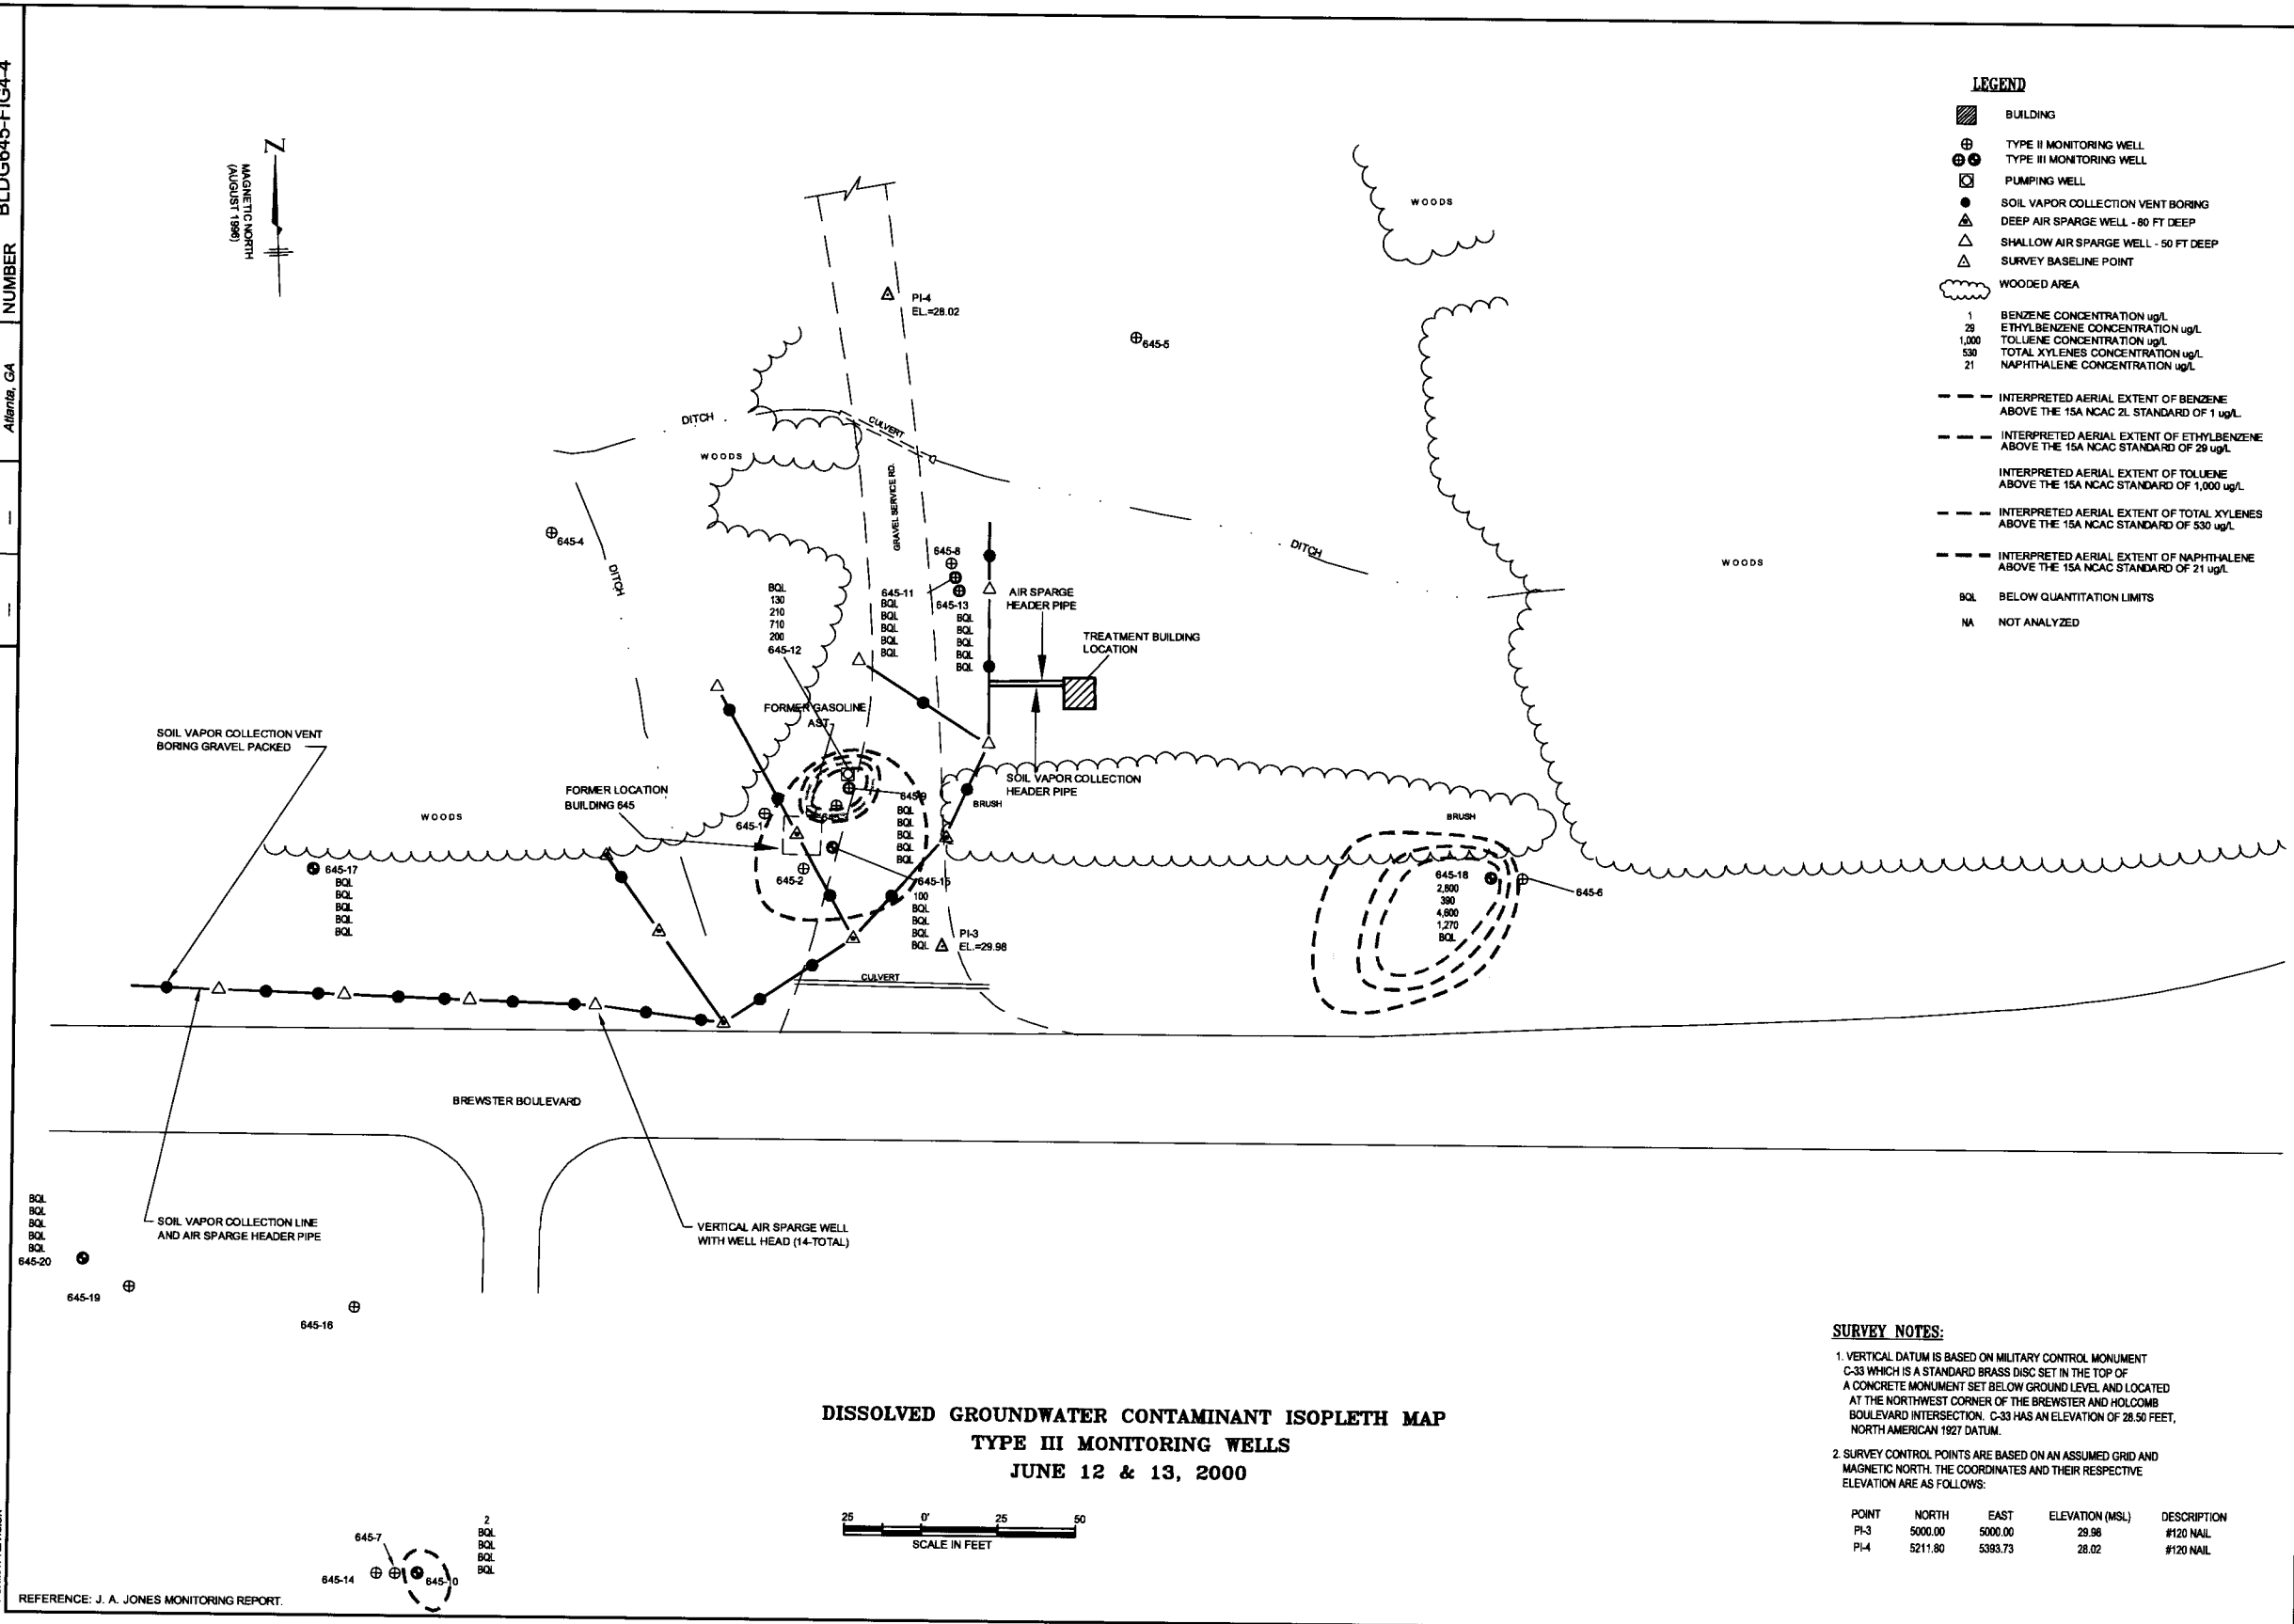 BLDG645-FIG4-4
NUMBER
Atlanta, GA
--
--
Z
MAGNETIC NORTH
(AUGUST 1996)
LEGEND
BUILDING
TYPE II MONITORING WELL
TYPE III MONITORING WELL
PUMPING WELL
SOIL VAPOR COLLECTION VENT BORING
DEEP AIR SPARGE WELL - 80 FT DEEP
SHALLOW AIR SPARGE WELL - 50 FT DEEP
SURVEY BASELINE POINT
WOODED AREA
1 BENZENE CONCENTRATION ug/L
29 ETHYLBENZENE CONCENTRATION ug/L
1,000 TOLUENE CONCENTRATION ug/L
530 TOTAL XYLENES CONCENTRATION ug/L
21 NAPHTHALENE CONCENTRATION ug/L
INTERPRETED AERIAL EXTENT OF BENZENE
ABOVE THE 15A NCAC 2L STANDARD OF 1 ug/L
INTERPRETED AERIAL EXTENT OF ETHYLBENZENE
ABOVE THE 15A NCAC STANDARD OF 29 ug/L
INTERPRETED AERIAL EXTENT OF TOLUENE
ABOVE THE 15A NCAC STANDARD OF 1,000 ug/L
INTERPRETED AERIAL EXTENT OF TOTAL XYLENES
ABOVE THE 15A NCAC STANDARD OF 530 ug/L
INTERPRETED AERIAL EXTENT OF NAPHTHALENE
ABOVE THE 15A NCAC STANDARD OF 21 ug/L
BQL BELOW QUANTITATION LIMITS
NA NOT ANALYZED
WOODS
PI-4
EL.=28.02
645-5
DITCH
CULVERT
WOODS
GRAVEL SERVICE RD.
645-4
DITCH
DITCH
WOODS
645-8
BQL
130
210
710
200
645-12
645-11
BQL
BQL
BQL
BQL
BQL
645-13
BQL
BQL
BQL
BQL
BQL
AIR SPARGE
HEADER PIPE
TREATMENT BUILDING
LOCATION
FORMER GASOLINE
AST
SOIL VAPOR COLLECTION VENT
BORING GRAVEL PACKED
SOIL VAPOR COLLECTION
HEADER PIPE
BRUSH
FORMER LOCATION
BUILDING 645
645-9
BQL
BQL
BQL
BQL
BQL
WOODS
645-1
BRUSH
645-2
645-17
BQL
BQL
BQL
BQL
BQL
645-15
100
BQL
BQL
BQL
BQL
PI-3
EL.=29.98
645-18
2,800
390
4,600
1,270
BQL
645-6
CULVERT
BREWSTER BOULEVARD
BQL
BQL
BQL
BQL
BQL
645-20
SOIL VAPOR COLLECTION LINE
AND AIR SPARGE HEADER PIPE
VERTICAL AIR SPARGE WELL
WITH WELL HEAD (14-TOTAL)
645-19
645-16
SURVEY NOTES:
1. VERTICAL DATUM IS BASED ON MILITARY CONTROL MONUMENT
C-33 WHICH IS A STANDARD BRASS DISC SET IN THE TOP OF
A CONCRETE MONUMENT SET BELOW GROUND LEVEL AND LOCATED
AT THE NORTHWEST CORNER OF THE BREWSTER AND HOLCOMB
BOULEVARD INTERSECTION. C-33 HAS AN ELEVATION OF 28.50 FEET,
NORTH AMERICAN 1927 DATUM.
2. SURVEY CONTROL POINTS ARE BASED ON AN ASSUMED GRID AND
MAGNETIC NORTH. THE COORDINATES AND THEIR RESPECTIVE
ELEVATION ARE AS FOLLOWS:
POINT NORTH EAST ELEVATION (MSL) DESCRIPTION
PI-3 5000.00 5000.00 29.98 #120 NAIL
PI-4 5211.80 5393.73 28.02 #120 NAIL
DISSOLVED GROUNDWATER CONTAMINANT ISOPLETH MAP
TYPE III MONITORING WELLS
JUNE 12 & 13, 2000
25 0' 25 50
SCALE IN FEET
2
BQL
BQL
BQL
BQL
645-7
645-14
645-10
REFERENCE: J. A. JONES MONITORING REPORT.